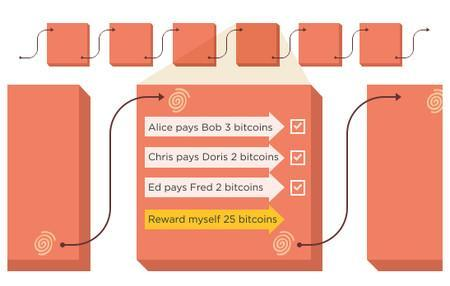 Alice pays Bob 3 bitcoins
Chris pays Doris 2 bitcoins
Ed pays Fred 2 bitcoins
Reward myself 25 bitcoins